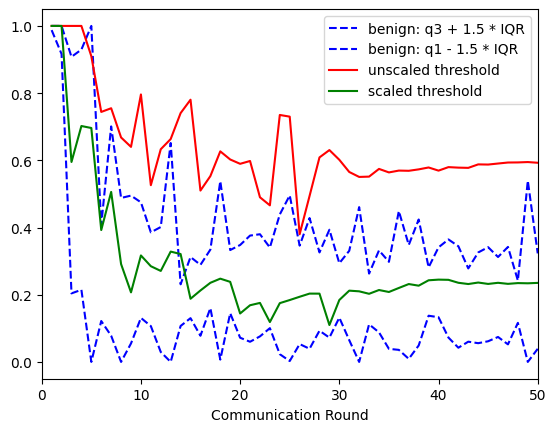 benign: q3 + 1.5 * IQR
benign: q1 - 1.5 * IQR
unscaled threshold
scaled threshold
1.0
0.8
0.6
0.4
0.2
0.0
0 10 20 30 40 50
Communication Round